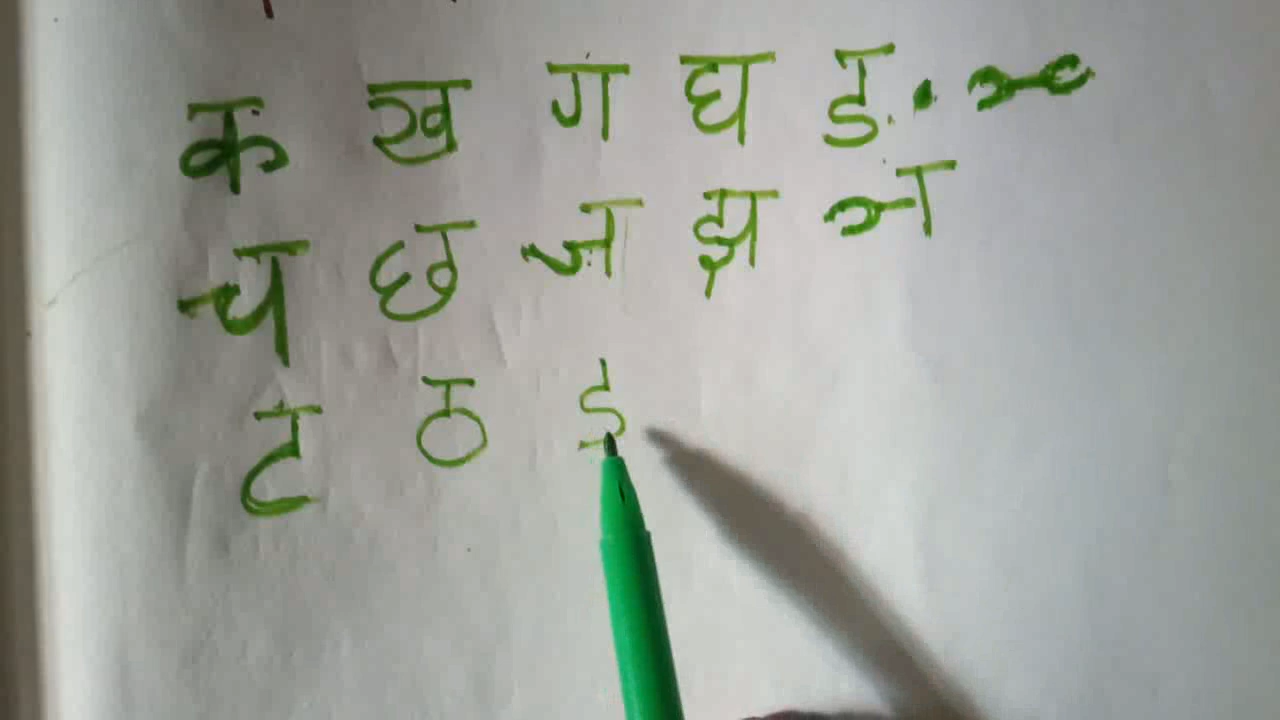 क ख ग घ ङ
च छ ज झ ञ
ट ठ ड